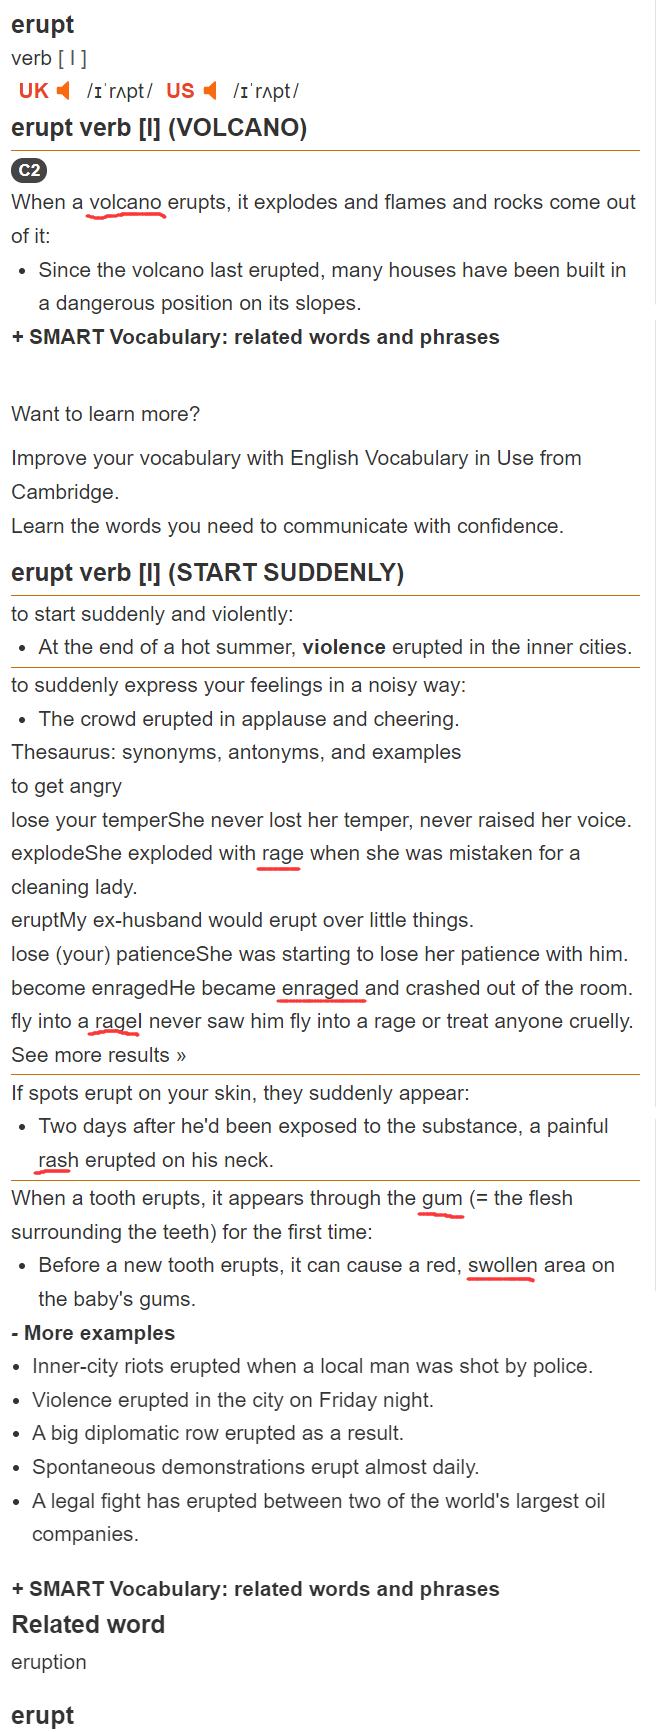 erupt
verb [ I ]
UK /ɪˈrʌpt/ US /ɪˈrʌpt/
erupt verb [I] (VOLCANO)
C2
When a volcano erupts, it explodes and flames and rocks come out
of it:
• Since the volcano last erupted, many houses have been built in
a dangerous position on its slopes.
+ SMART Vocabulary: related words and phrases
Want to learn more?
Improve your vocabulary with English Vocabulary in Use from
Cambridge.
Learn the words you need to communicate with confidence.
erupt verb [I] (START SUDDENLY)
to start suddenly and violently:
• At the end of a hot summer, violence erupted in the inner cities.
to suddenly express your feelings in a noisy way:
• The crowd erupted in applause and cheering.
Thesaurus: synonyms, antonyms, and examples
to get angry
lose your temperShe never lost her temper, never raised her voice.
explodeShe exploded with rage when she was mistaken for a
cleaning lady.
eruptMy ex-husband would erupt over little things.
lose (your) patienceShe was starting to lose her patience with him.
become enragedHe became enraged and crashed out of the room.
fly into a rageI never saw him fly into a rage or treat anyone cruelly.
See more results »
If spots erupt on your skin, they suddenly appear:
• Two days after he'd been exposed to the substance, a painful
rash erupted on his neck.
When a tooth erupts, it appears through the gum (= the flesh
surrounding the teeth) for the first time:
• Before a new tooth erupts, it can cause a red, swollen area on
the baby's gums.
- More examples
• Inner-city riots erupted when a local man was shot by police.
• Violence erupted in the city on Friday night.
• A big diplomatic row erupted as a result.
• Spontaneous demonstrations erupt almost daily.
• A legal fight has erupted between two of the world's largest oil
companies.
+ SMART Vocabulary: related words and phrases
Related word
eruption
erupt